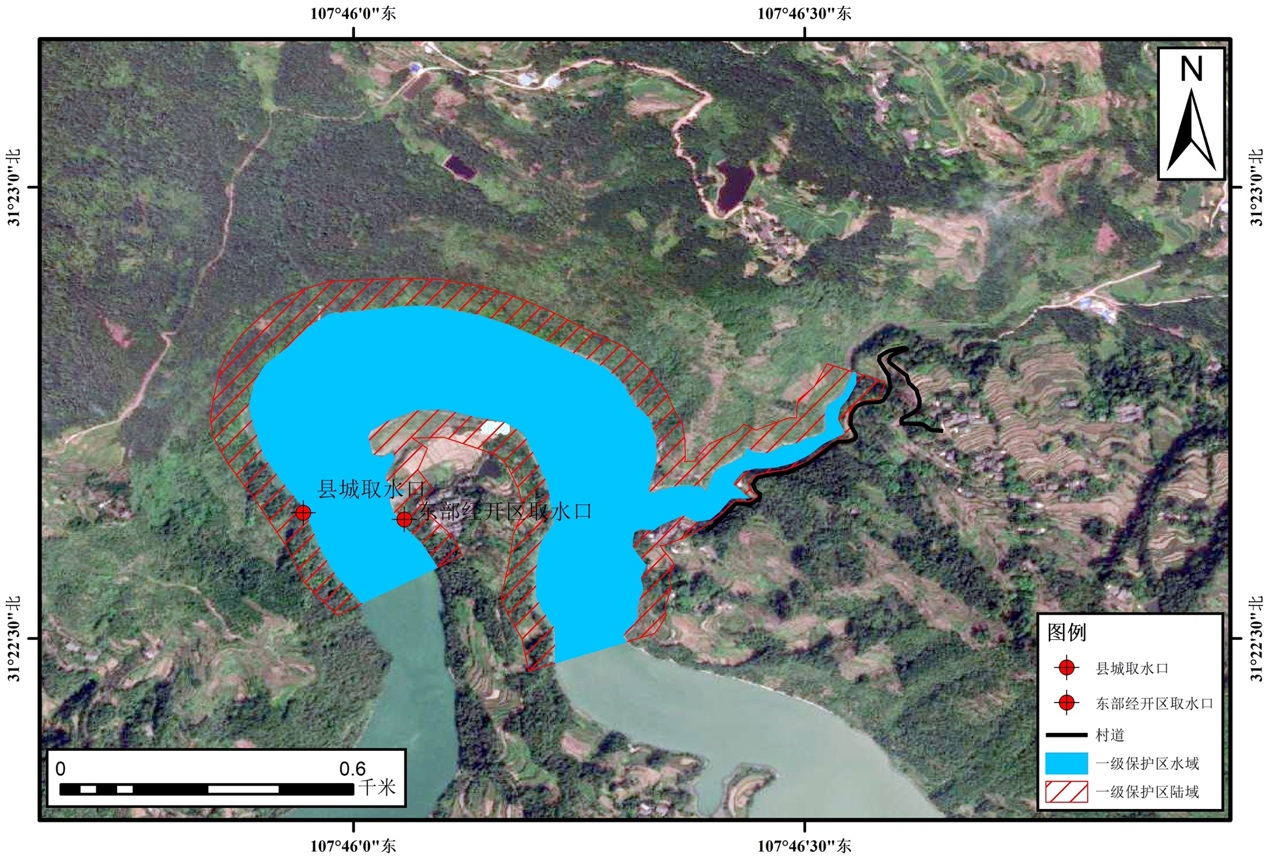 107°46'0"东
107°46'30"东
N
31°23'0"北
31°23'0"北
县城取水口
东部经开区取水口
31°22'30"北
31°22'30"北
图例
县城取水口
东部经开区取水口
村道
一级保护区水域
一级保护区陆域
0
0.6
千米
107°46'0"东
107°46'30"东